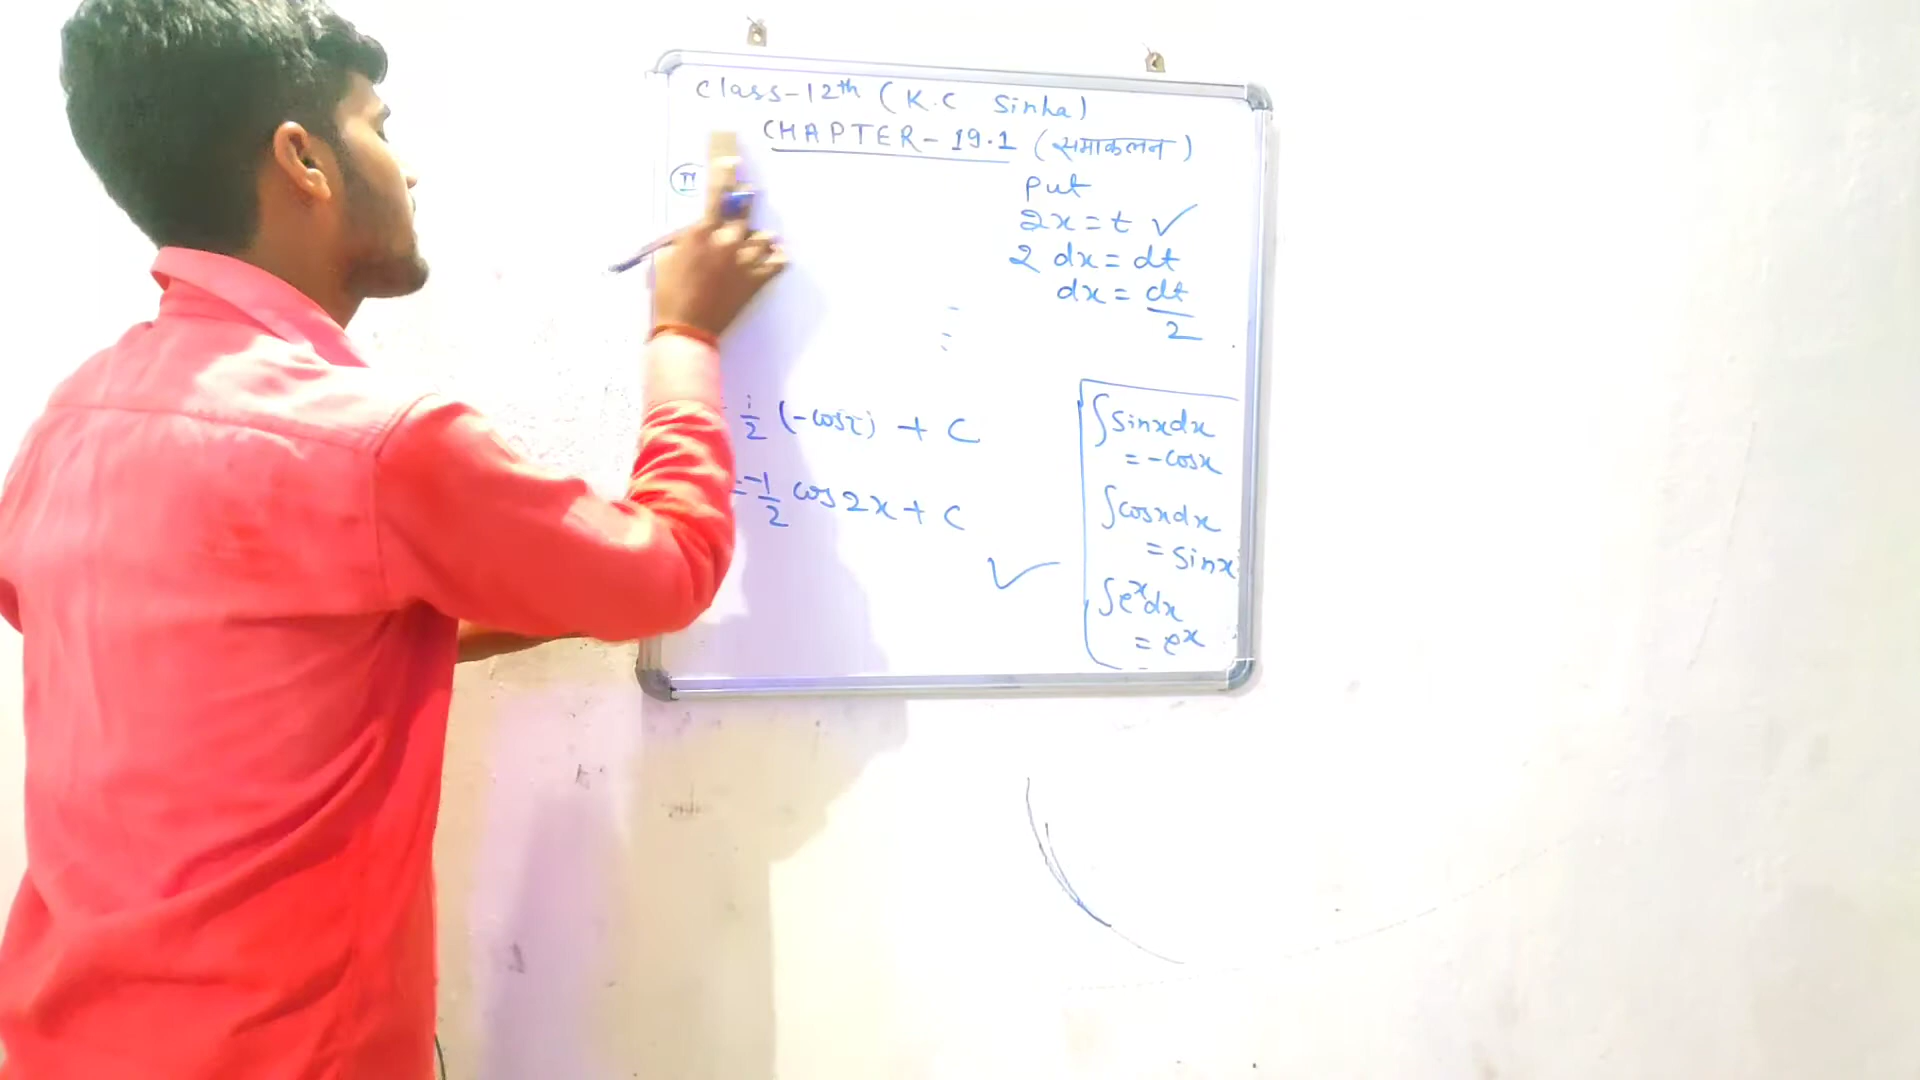 Class-12th (K.C Sinha)
CHAPTER-19.1 (समाकलन)
II
put
2x=t ✓
2 dx = dt
dx = dt/2
1/2 (-cost) + C
= -1/2 cos2x + C
✓
∫sinxdx
= -cosx
∫cosxdx
= sinx
∫e^x dx
= e^x